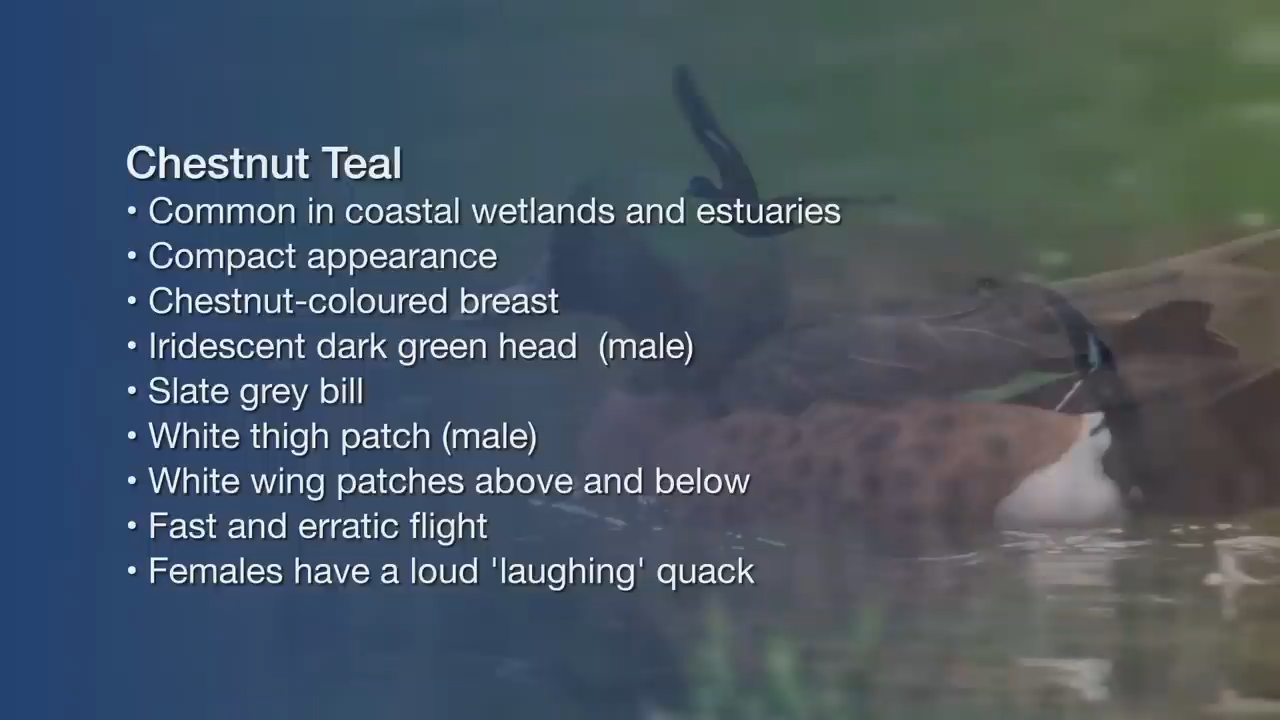 Chestnut Teal
• Common in coastal wetlands and estuaries
• Compact appearance
• Chestnut-coloured breast
• Iridescent dark green head  (male)
• Slate grey bill
• White thigh patch (male)
• White wing patches above and below
• Fast and erratic flight
• Females have a loud 'laughing' quack